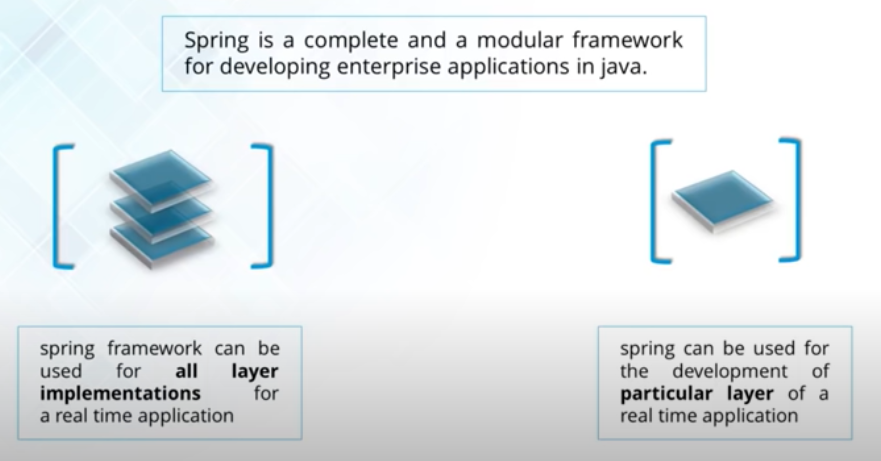 Spring is a complete and a modular framework
for developing enterprise applications in java.
spring framework can be
used for all layer
implementations for
a real time application
spring can be used for
the development of
particular layer of a
real time application